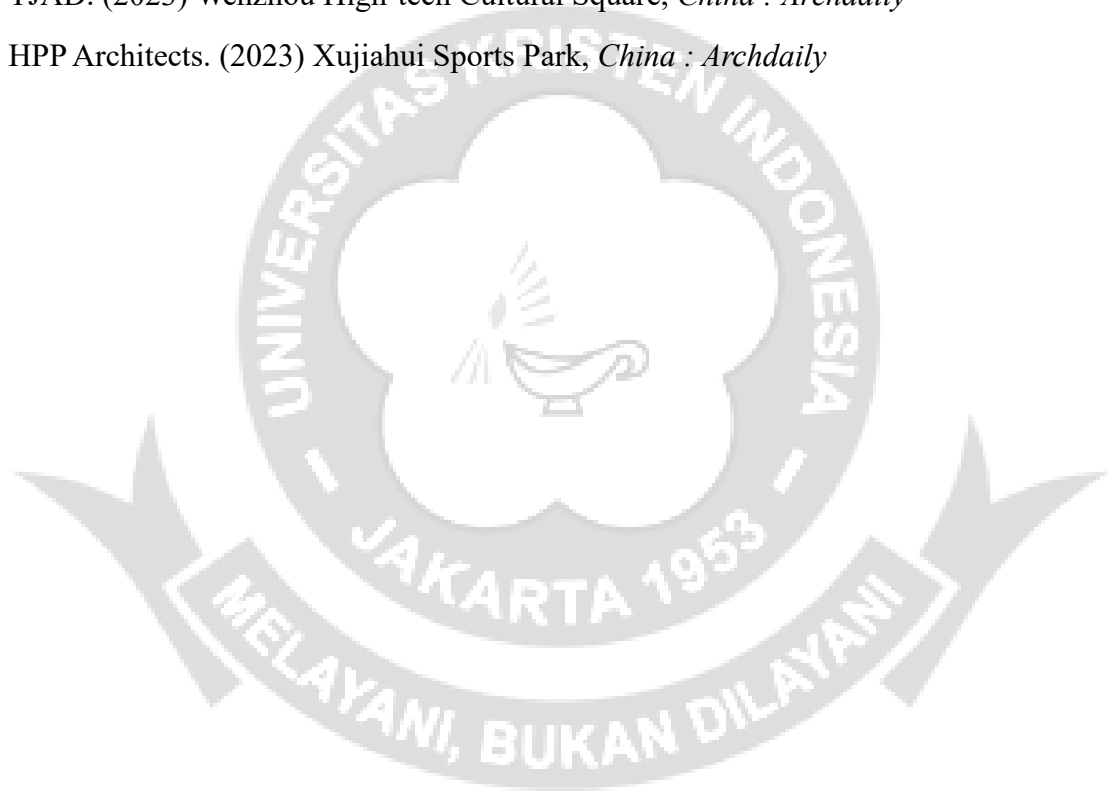 TJAD. (2023) Wenzhou High-tech Cultural Square, China : Archdaily
HPP Architects. (2023) Xujiahui Sports Park, China : Archdaily
UNIVERSITAS KRISTEN INDONESIA
- JAKARTA 1953 -
MELAYANI, BUKAN DILAYANI